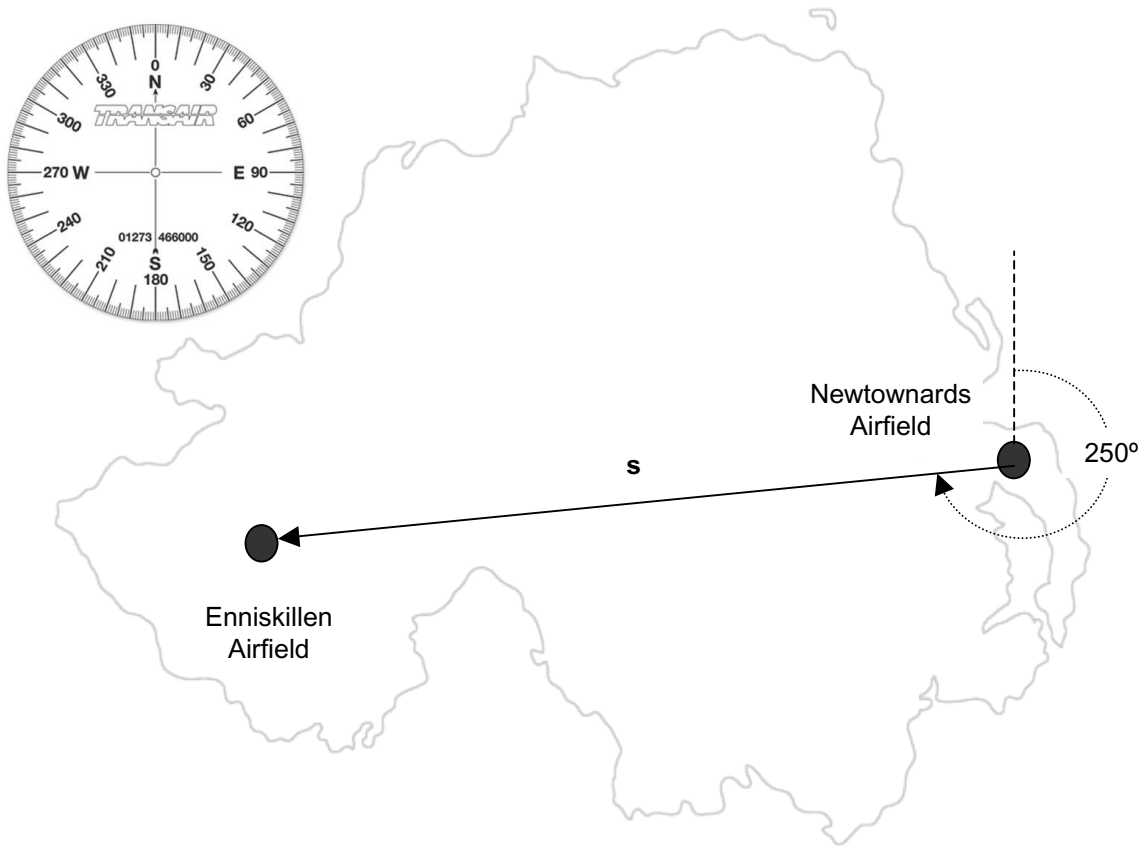 0
N
30
60
E 90
120
150
S
180
210
240
270 W
300
330
TRANSAIR
01273 466000
Newtownards
Airfield
250º
s
Enniskillen
Airfield